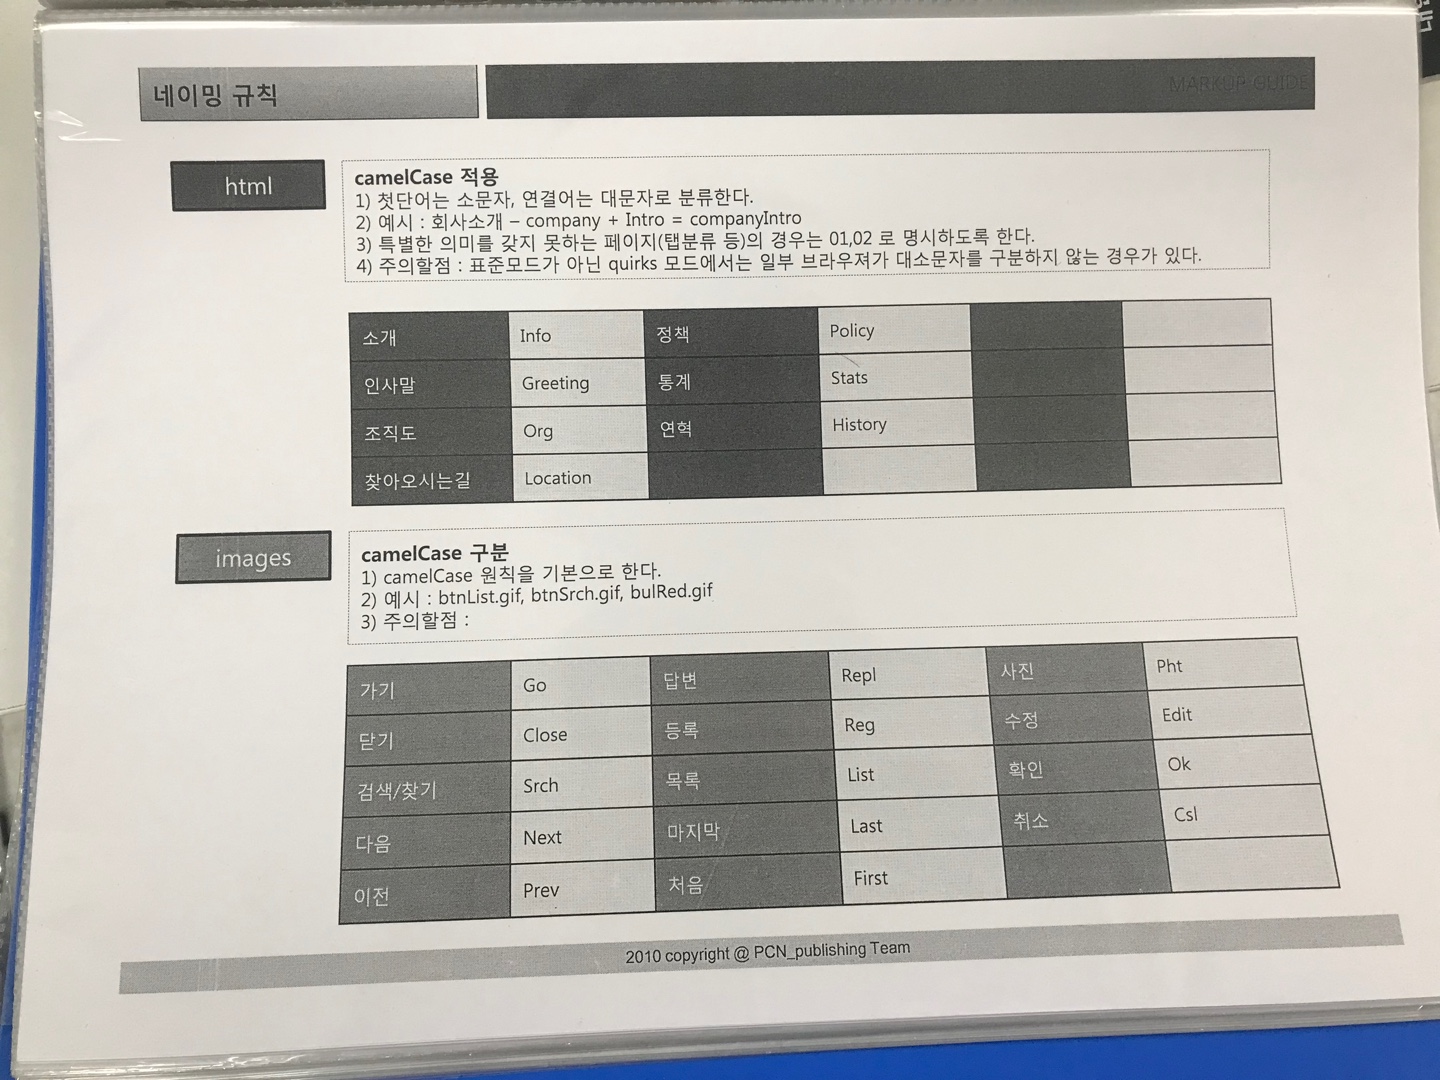 네이밍 규칙
MARKUP GUIDE
html
camelCase 적용
1) 첫단어는 소문자, 연결어는 대문자로 분류한다.
2) 예시 : 회사소개 – company + Intro = companyIntro
3) 특별한 의미를 갖지 못하는 페이지(탭분류 등)의 경우는 01,02 로 명시하도록 한다.
4) 주의할점 : 표준모드가 아닌 quirks 모드에서는 일부 브라우져가 대소문자를 구분하지 않는 경우가 있다.
소개 Info 정책 Policy
인사말 Greeting 통계 Stats
조직도 Org 연혁 History
찾아오시는길 Location
images
camelCase 구분
1) camelCase 원칙을 기본으로 한다.
2) 예시 : btnList.gif, btnSrch.gif, bulRed.gif
3) 주의할점 :
가기 Go 답변 Repl 사진 Pht
닫기 Close 등록 Reg 수정 Edit
검색/찾기 Srch 목록 List 확인 Ok
다음 Next 마지막 Last 취소 Csl
이전 Prev 처음 First
2010 copyright @ PCN_publishing Team